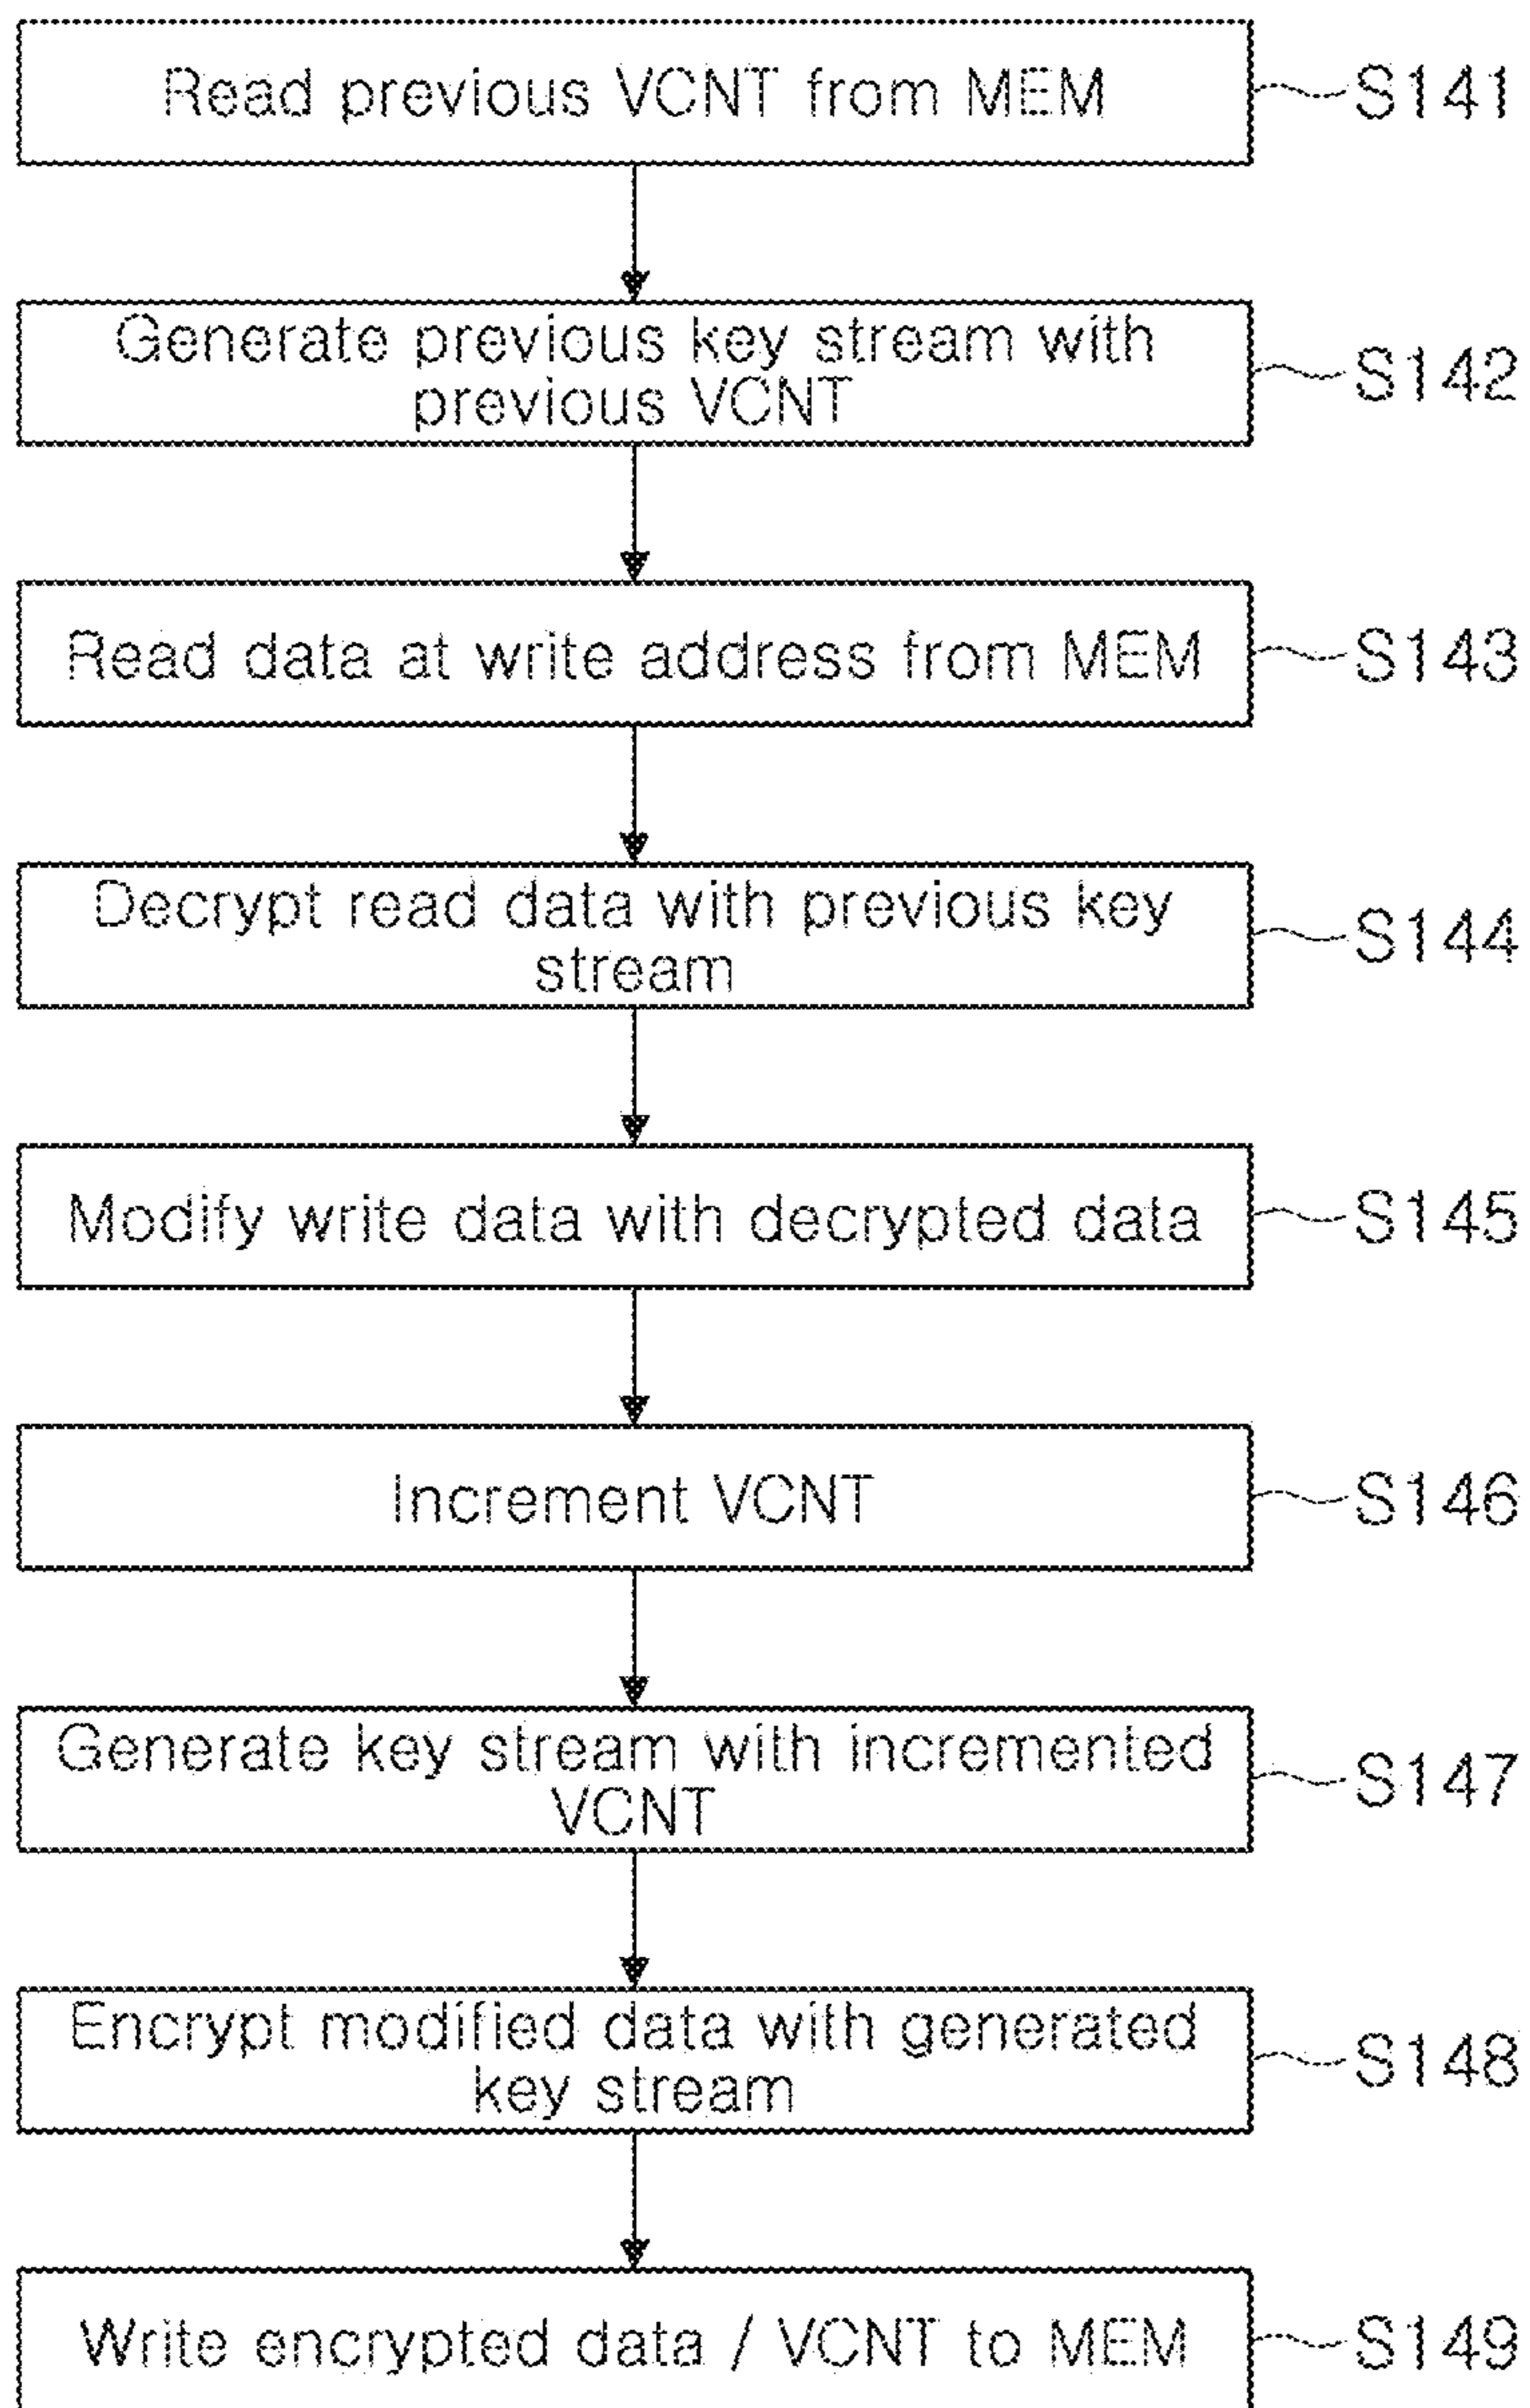 Read previous VCNT from MEM
S141
Generate previous key stream with
previous VCNT
S142
Read data at write address from MEM
S143
Decrypt read data with previous key
stream
S144
Modify write data with decrypted data
S145
Increment VCNT
S146
Generate key stream with incremented
VCNT
S147
Encrypt modified data with generated
key stream
S148
Write encrypted data / VCNT to MEM
S149